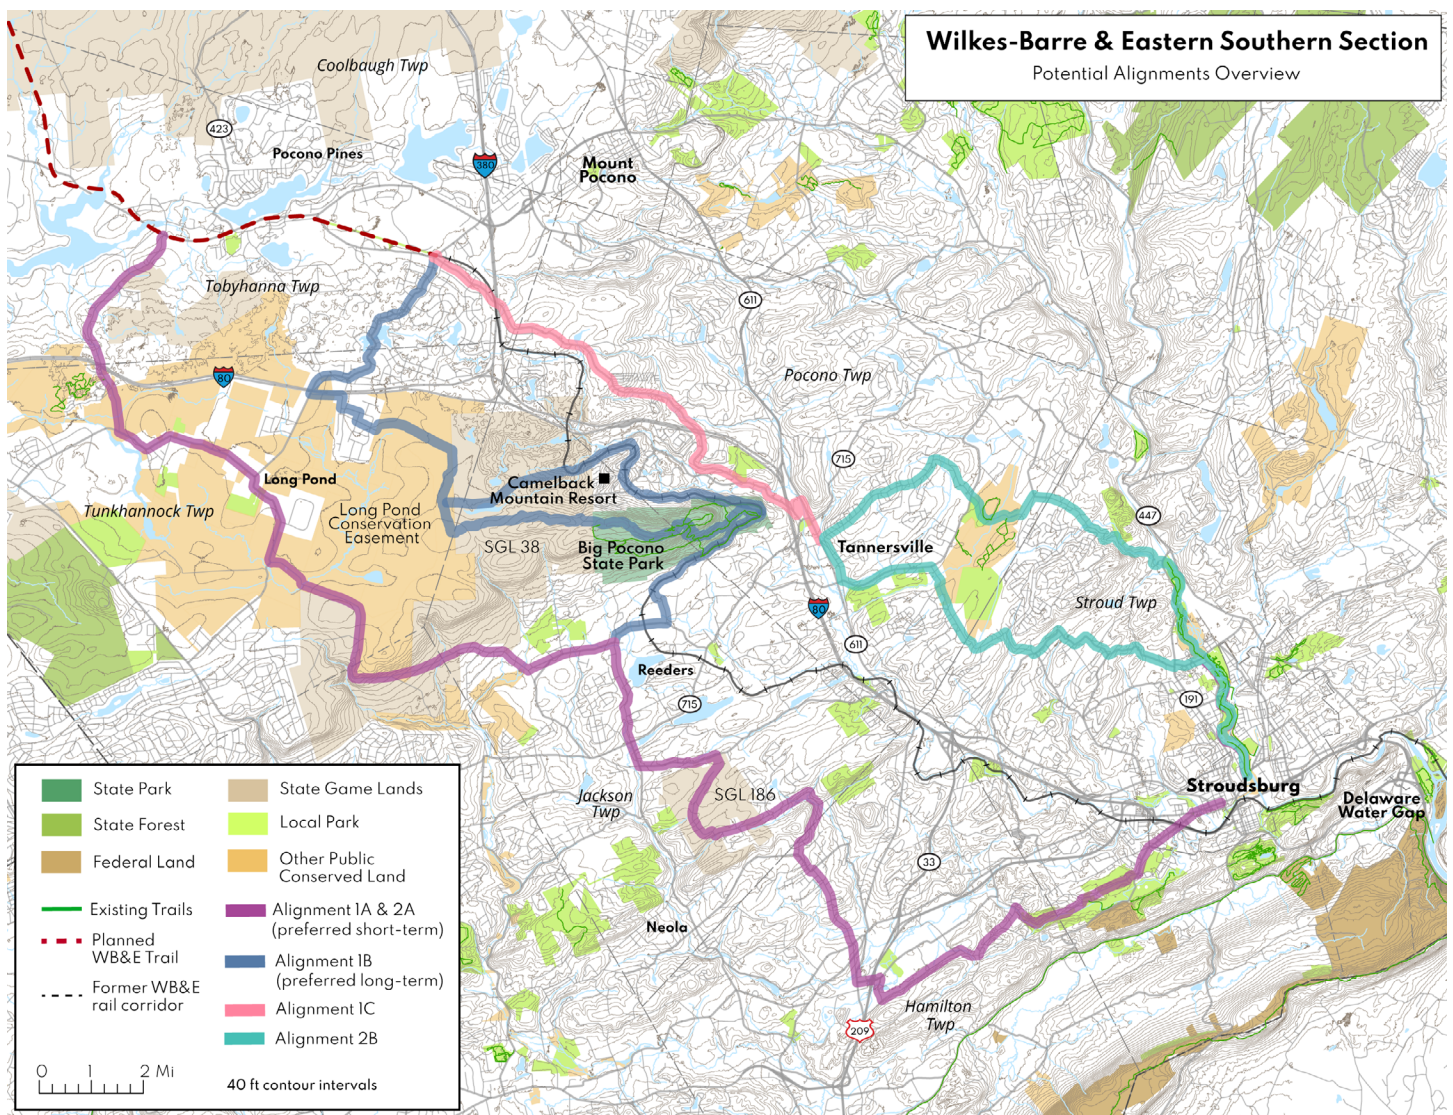 Wilkes-Barre & Eastern Southern Section
Potential Alignments Overview
Coolbaugh Twp
423
Pocono Pines
380
Mount
Pocono
Tobyhanna Twp
611
80
Pocono Twp
715
Long Pond
Camelback
Mountain Resort
Tunkhannock Twp
Long Pond
Conservation
Easement
447
SGL 38
Big Pocono
State Park
Tannersville
80
Stroud Twp
611
Reeders
715
191
Jackson
Twp
SGL 186
Stroudsburg
Delaware
Water Gap
33
Neola
Hamilton
Twp
209
State Park
State Game Lands
State Forest
Local Park
Federal Land
Other Public
Conserved Land
Existing Trails
Alignment 1A & 2A
(preferred short-term)
Planned
WB&E Trail
Alignment 1B
(preferred long-term)
Former WB&E
rail corridor
Alignment 1C
Alignment 2B
0 1 2 Mi
40 ft contour intervals